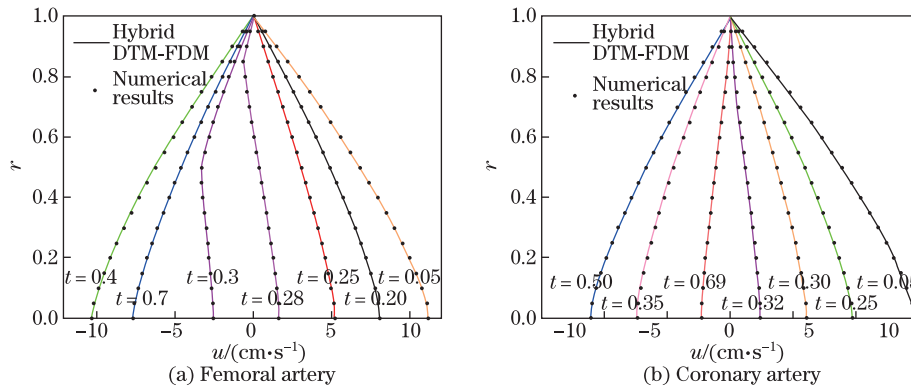 Hybrid
DTM-FDM
Numerical
results
1.0
0.8
0.6
0.4
0.2
0.0
r
t = 0.4
t = 0.7
t = 0.3
t = 0.28
t = 0.25
t = 0.20
t = 0.05
−10
−5
0
5
10
u/(cm·s⁻¹)
(a) Femoral artery
Hybrid
DTM-FDM
Numerical
results
1.0
0.8
0.6
0.4
0.2
0.0
r
t = 0.50
t = 0.35
t = 0.69
t = 0.32
t = 0.30
t = 0.25
−10
−5
0
5
10
u/(cm·s⁻¹)
(b) Coronary artery